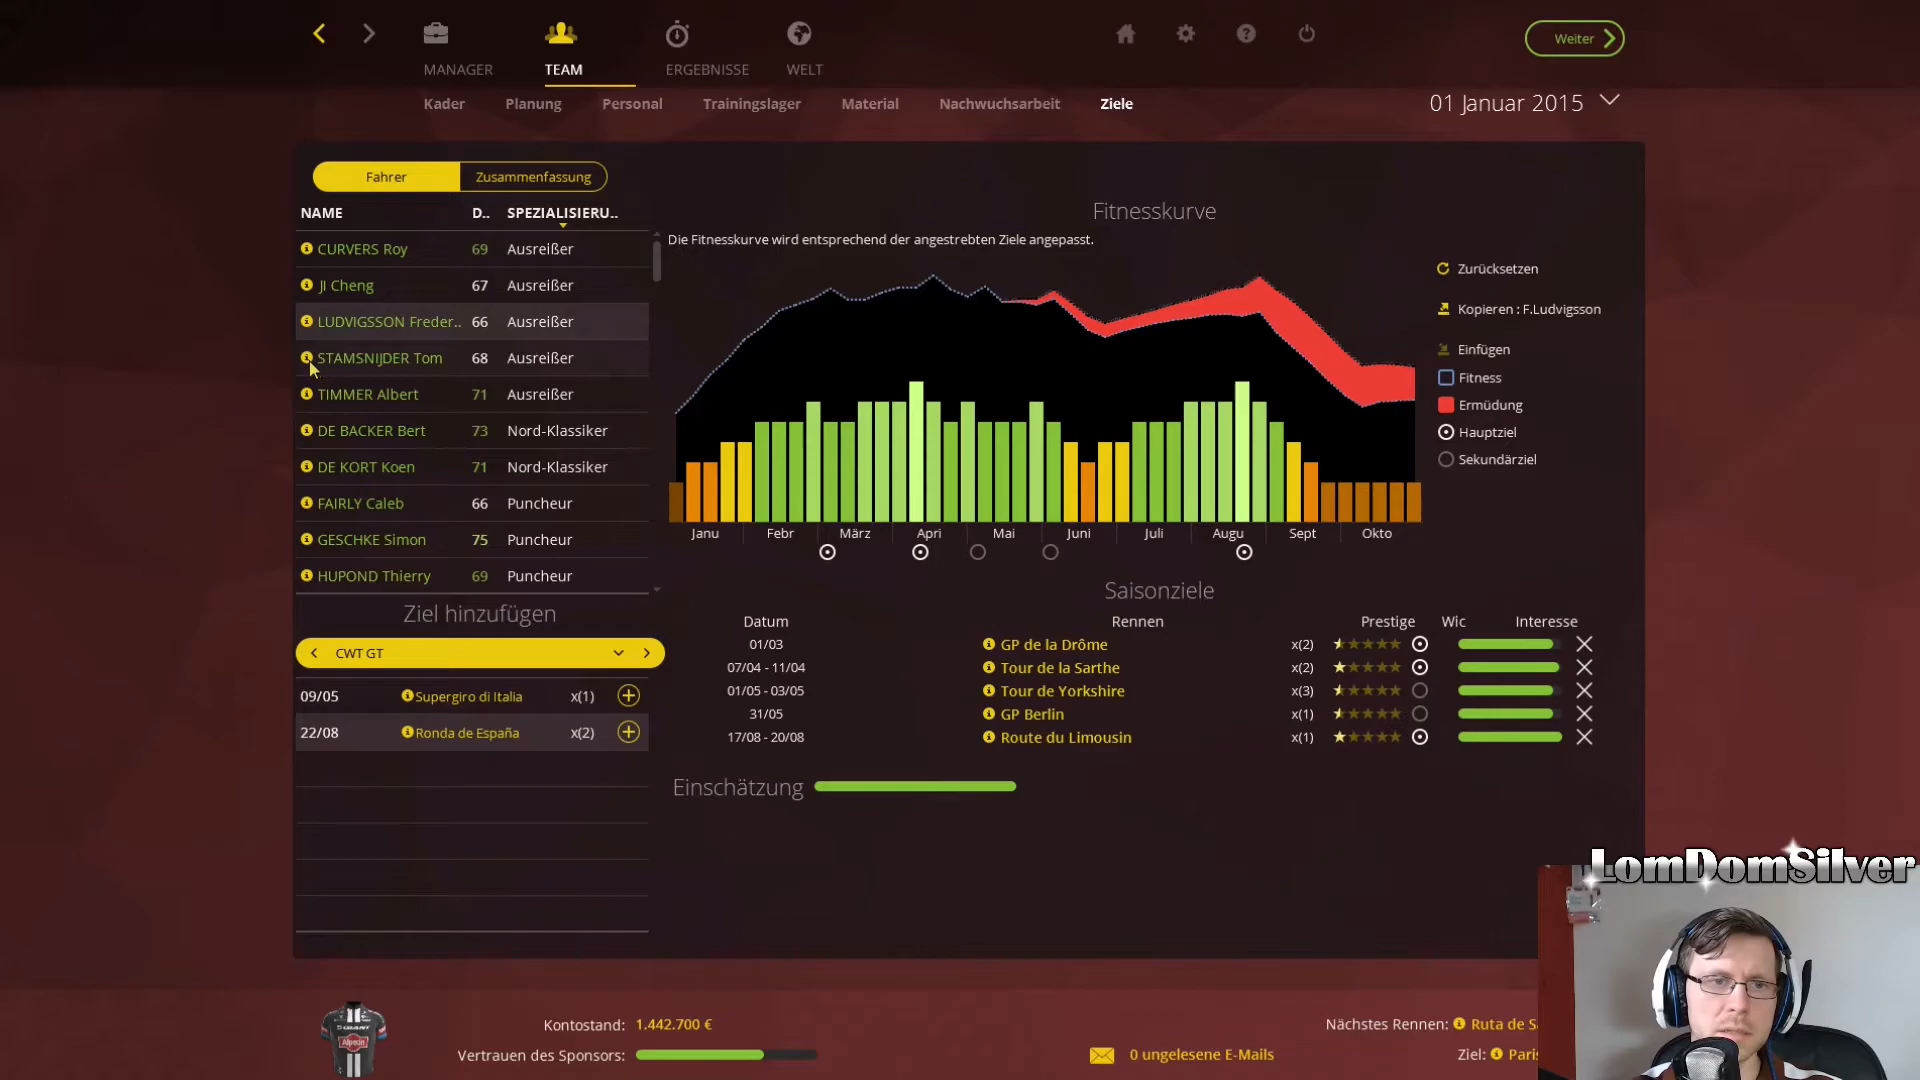 MANAGER TEAM ERGEBNISSE WELT
Weiter
Kader Planung Personal Trainingslager Material Nachwuchsarbeit Ziele
01 Januar 2015
Fahrer Zusammenfassung
NAME D.. SPEZIALISIERU..
CURVERS Roy 69 Ausreißer
JI Cheng 67 Ausreißer
LUDVIGSSON Freder.. 66 Ausreißer
STAMSNIJDER Tom 68 Ausreißer
TIMMER Albert 71 Ausreißer
DE BACKER Bert 73 Nord-Klassiker
DE KORT Koen 71 Nord-Klassiker
FAIRLY Caleb 66 Puncheur
GESCHKE Simon 75 Puncheur
HUPOND Thierry 69 Puncheur
Ziel hinzufügen
CWT GT
09/05 Supergiro di Italia x(1)
22/08 Ronda de España x(2)
Fitnesskurve
Die Fitnesskurve wird entsprechend der angestrebten Ziele angepasst.
Zurücksetzen
Kopieren : F.Ludvigsson
Einfügen
Fitness
Ermüdung
Hauptziel
Sekundärziel
Janu Febr März Apri Mai Juni Juli Augu Sept Okto
Saisonziele
Datum Rennen Prestige Wic Interesse
01/03 GP de la Drôme x(2)
07/04 - 11/04 Tour de la Sarthe x(2)
01/05 - 03/05 Tour de Yorkshire x(3)
31/05 GP Berlin x(1)
17/08 - 20/08 Route du Limousin x(1)
Einschätzung
LomDomSilver
GIANT
Alpecin
Kontostand: 1.442.700 €
Vertrauen des Sponsors:
0 ungelesene E-Mails
Nächstes Rennen: Ruta de S
Ziel: Paris